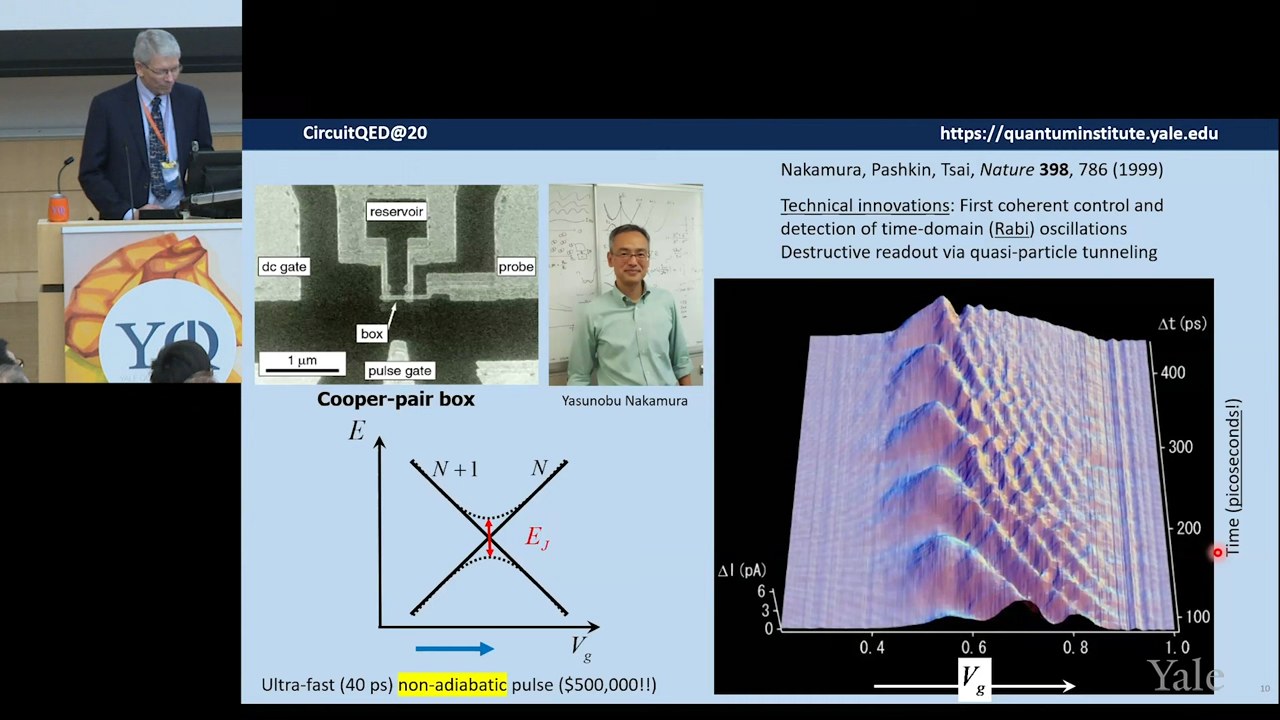 CircuitQED@20
https://quantuminstitute.yale.edu
Nakamura, Pashkin, Tsai, Nature 398, 786 (1999)
Technical innovations: First coherent control and
detection of time-domain (Rabi) oscillations
Destructive readout via quasi-particle tunneling
reservoir
dc gate
probe
box
1 μm
pulse gate
Cooper-pair box
Yasunobu Nakamura
E
N + 1
N
E_J
V_g
Ultra-fast (40 ps) non-adiabatic pulse ($500,000!!)
Δt (ps)
400
300
200
100
Time (picoseconds!)
ΔI (pA)
6
3
0
0.4
0.6
0.8
1.0
V_g
Yale
10
YQI